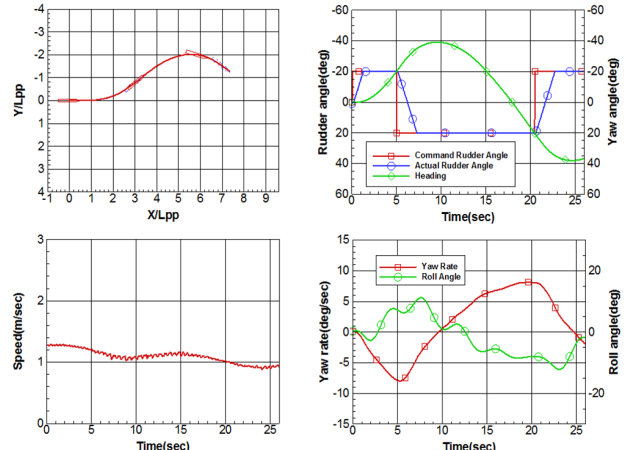 -4
-3
-2
-1
0
1
2
3
4
Y/Lpp
-1 0 1 2 3 4 5 6 7 8 9
X/Lpp
-60
-40
-20
0
20
40
60
Rudder angle(deg)
-60
-40
-20
0
20
40
60
Yaw angle(deg)
Command Rudder Angle
Actual Rudder Angle
Heading
0 5 10 15 20 25
Time(sec)
3
2
1
0
Speed(m/sec)
0 5 10 15 20 25
Time(sec)
15
10
5
0
-5
-10
-15
Yaw rate(deg/sec)
20
0
-20
Roll angle(deg)
Yaw Rate
Roll Angle
0 5 10 15 20 25
Time(sec)